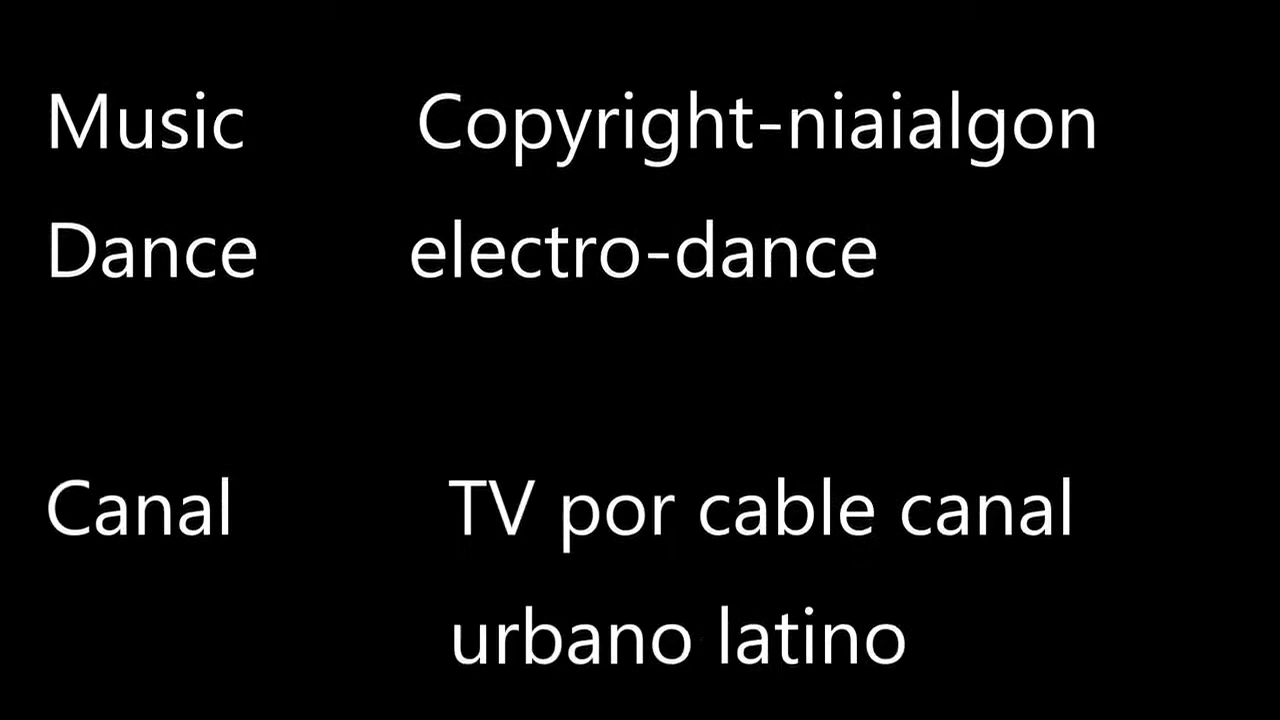 Music Copyright-niaialgon
Dance electro-dance
Canal TV por cable canal
urbano latino